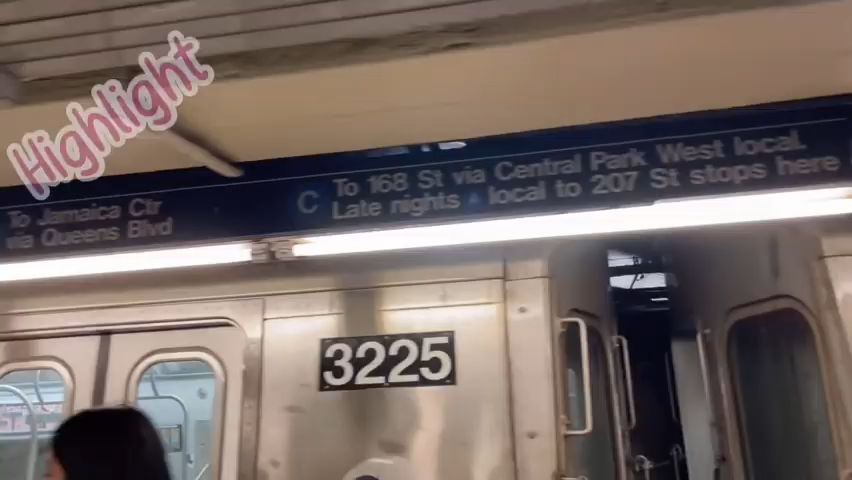 Highlight
To Jamaica Ctr
via Queens Blvd
C To 168 St via Central Park West local.
Late nights local to 207 St stops here
3225